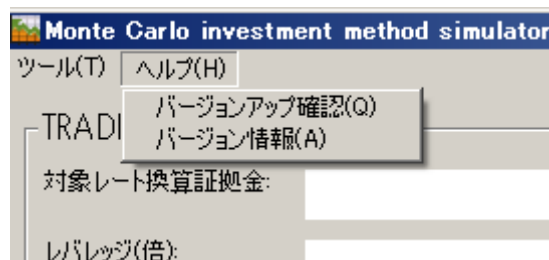 Monte Carlo investment method simulator
ツール(T) ヘルプ(H)
バージョンアップ確認(Q)
バージョン情報(A)
対象レート換算証拠金:
レバレッジ(倍):